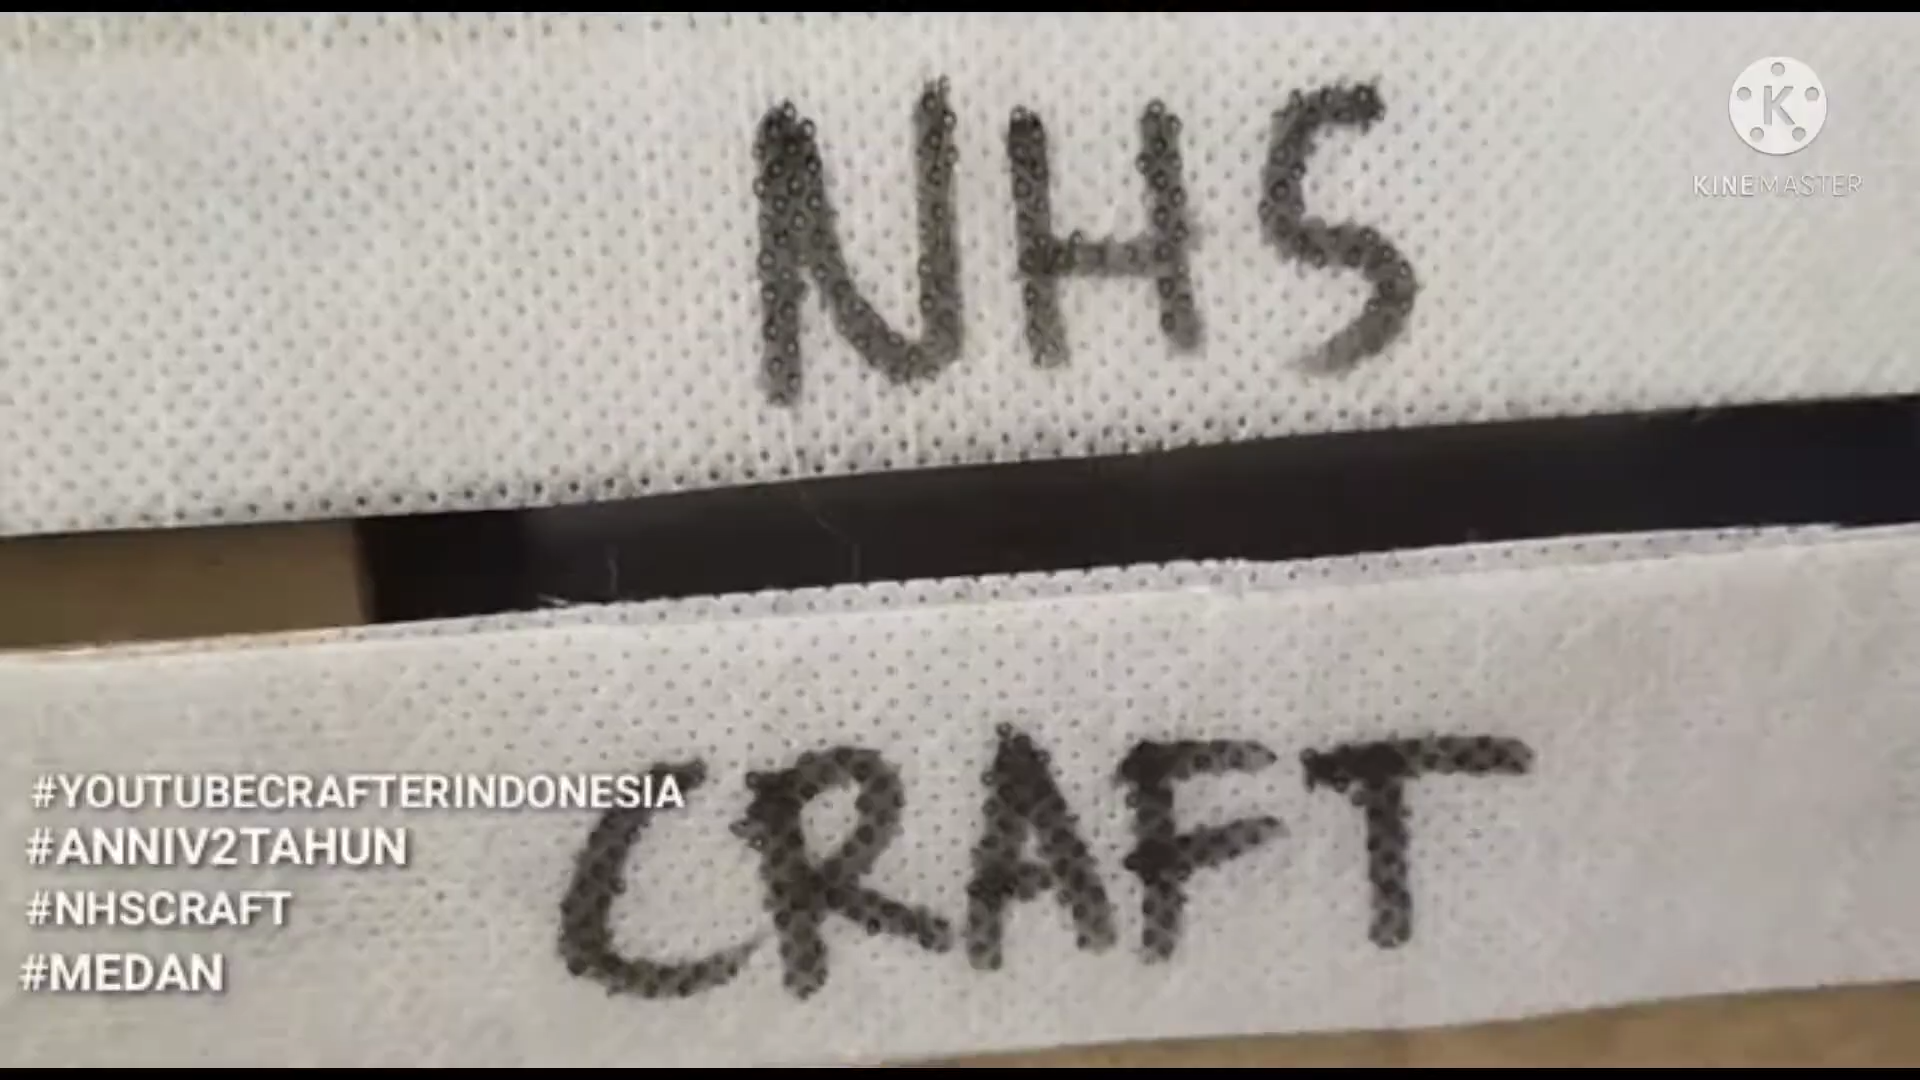 NHS
KINEMASTER
CRAFT
#YOUTUBECRAFTERINDONESIA
#ANNIV2TAHUN
#NHSCRAFT
#MEDAN